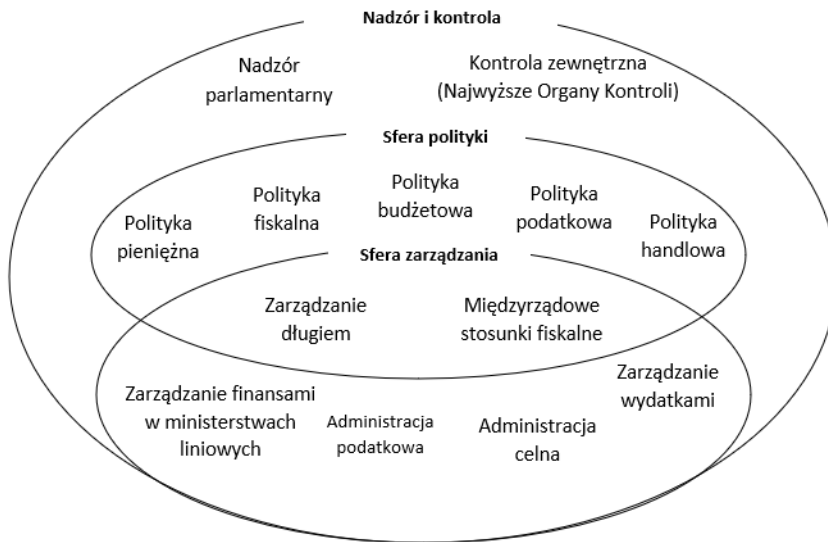 Nadzór i kontrola
Nadzór
parlamentarny
Kontrola zewnętrzna
(Najwyższe Organy Kontroli)
Sfera polityki
Polityka
pieniężna
Polityka
fiskalna
Polityka
budżetowa
Polityka
podatkowa
Polityka
handlowa
Sfera zarządzania
Zarządzanie
długiem
Międzyrządowe
stosunki fiskalne
Zarządzanie finansami
w ministerstwach
liniowych
Administracja
podatkowa
Administracja
celna
Zarządzanie
wydatkami